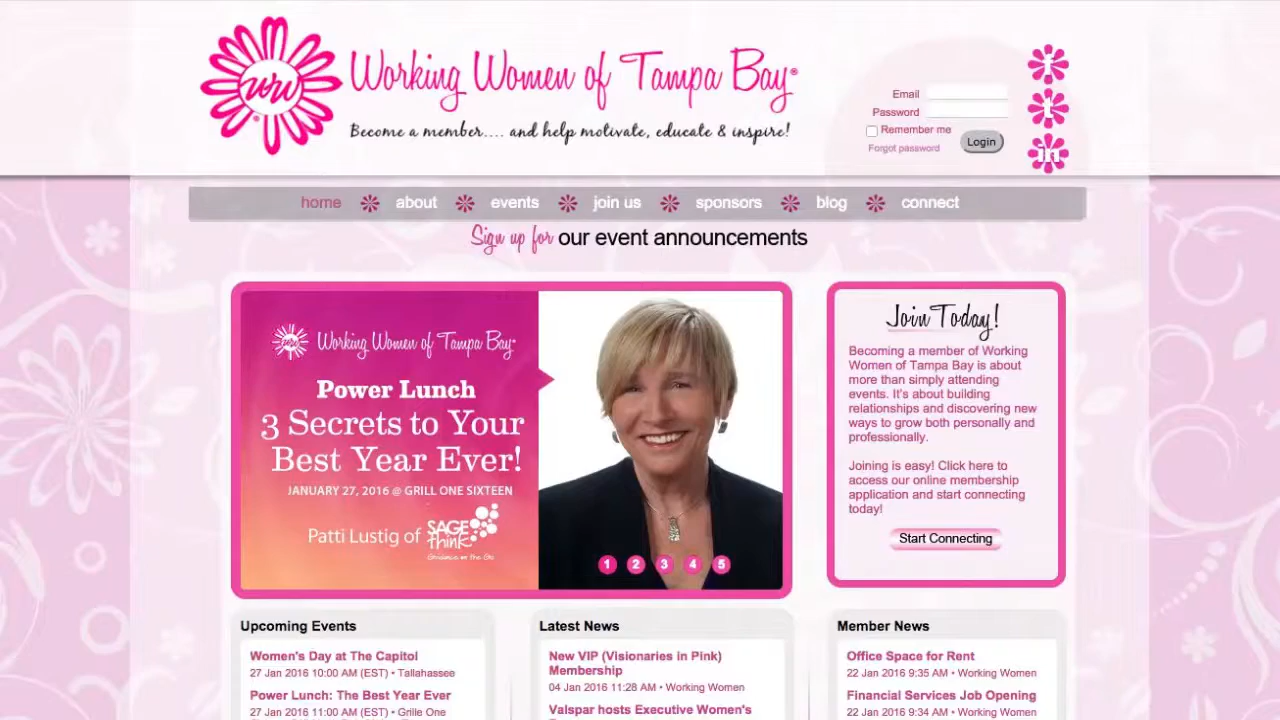 ww
Working Women of Tampa Bay®
Become a member.... and help motivate, educate & inspire!
Email
Password
Remember me
Forgot password
Login
f
t
in
home
about
events
join us
sponsors
blog
connect
Sign up for our event announcements
Working Women of Tampa Bay
Power Lunch
3 Secrets to Your
Best Year Ever!
JANUARY 27, 2016 @ GRILL ONE SIXTEEN
Patti Lustig of
SAGE
Think
Guidance on the Go
1 2 3 4 5
Join Today!
Becoming a member of Working
Women of Tampa Bay is about
more than simply attending
events. It's about building
relationships and discovering new
ways to grow both personally and
professionally.
Joining is easy! Click here to
access our online membership
application and start connecting
today!
Start Connecting
Upcoming Events
Women's Day at The Capitol
27 Jan 2016 10:00 AM (EST) • Tallahassee
Power Lunch: The Best Year Ever
27 Jan 2016 11:00 AM (EST) • Grille One
Latest News
New VIP (Visionaries in Pink)
Membership
04 Jan 2016 11:28 AM • Working Women
Valspar hosts Executive Women's
Member News
Office Space for Rent
22 Jan 2016 9:35 AM • Working Women
Financial Services Job Opening
22 Jan 2016 9:34 AM • Working Women